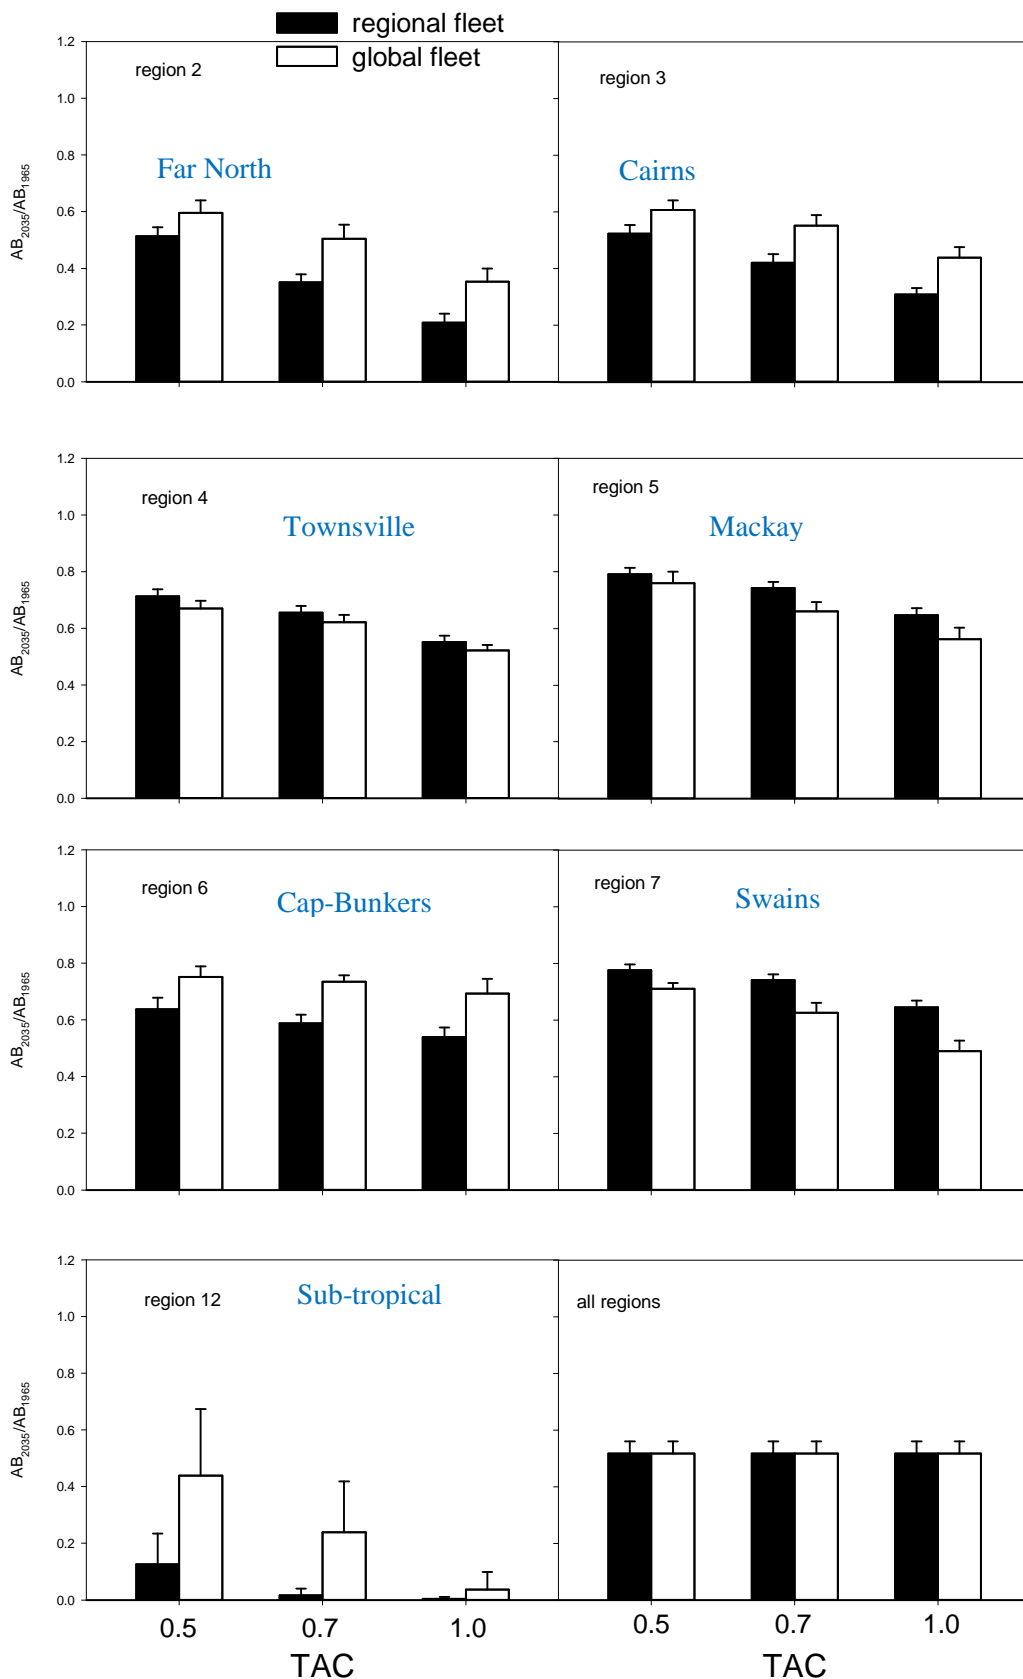 regional fleet
global fleet
1.2
1.0
0.8
0.6
0.4
0.2
0.0
AB2035/AB1965
region 2
Far North
region 3
Cairns
1.2
1.0
0.8
0.6
0.4
0.2
0.0
AB2035/AB1965
region 4
Townsville
region 5
Mackay
1.2
1.0
0.8
0.6
0.4
0.2
0.0
AB2035/AB1965
region 6
Cap-Bunkers
region 7
Swains
1.2
1.0
0.8
0.6
0.4
0.2
0.0
AB2035/AB1965
region 12
Sub-tropical
all regions
0.5 0.7 1.0
TAC
0.5 0.7 1.0
TAC